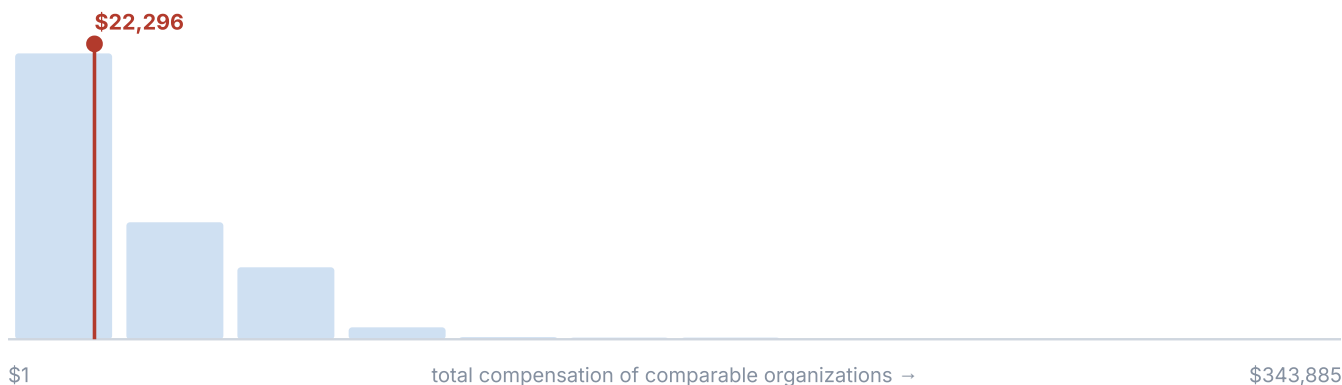 $22,296
$1 total compensation of comparable organizations → $343,885